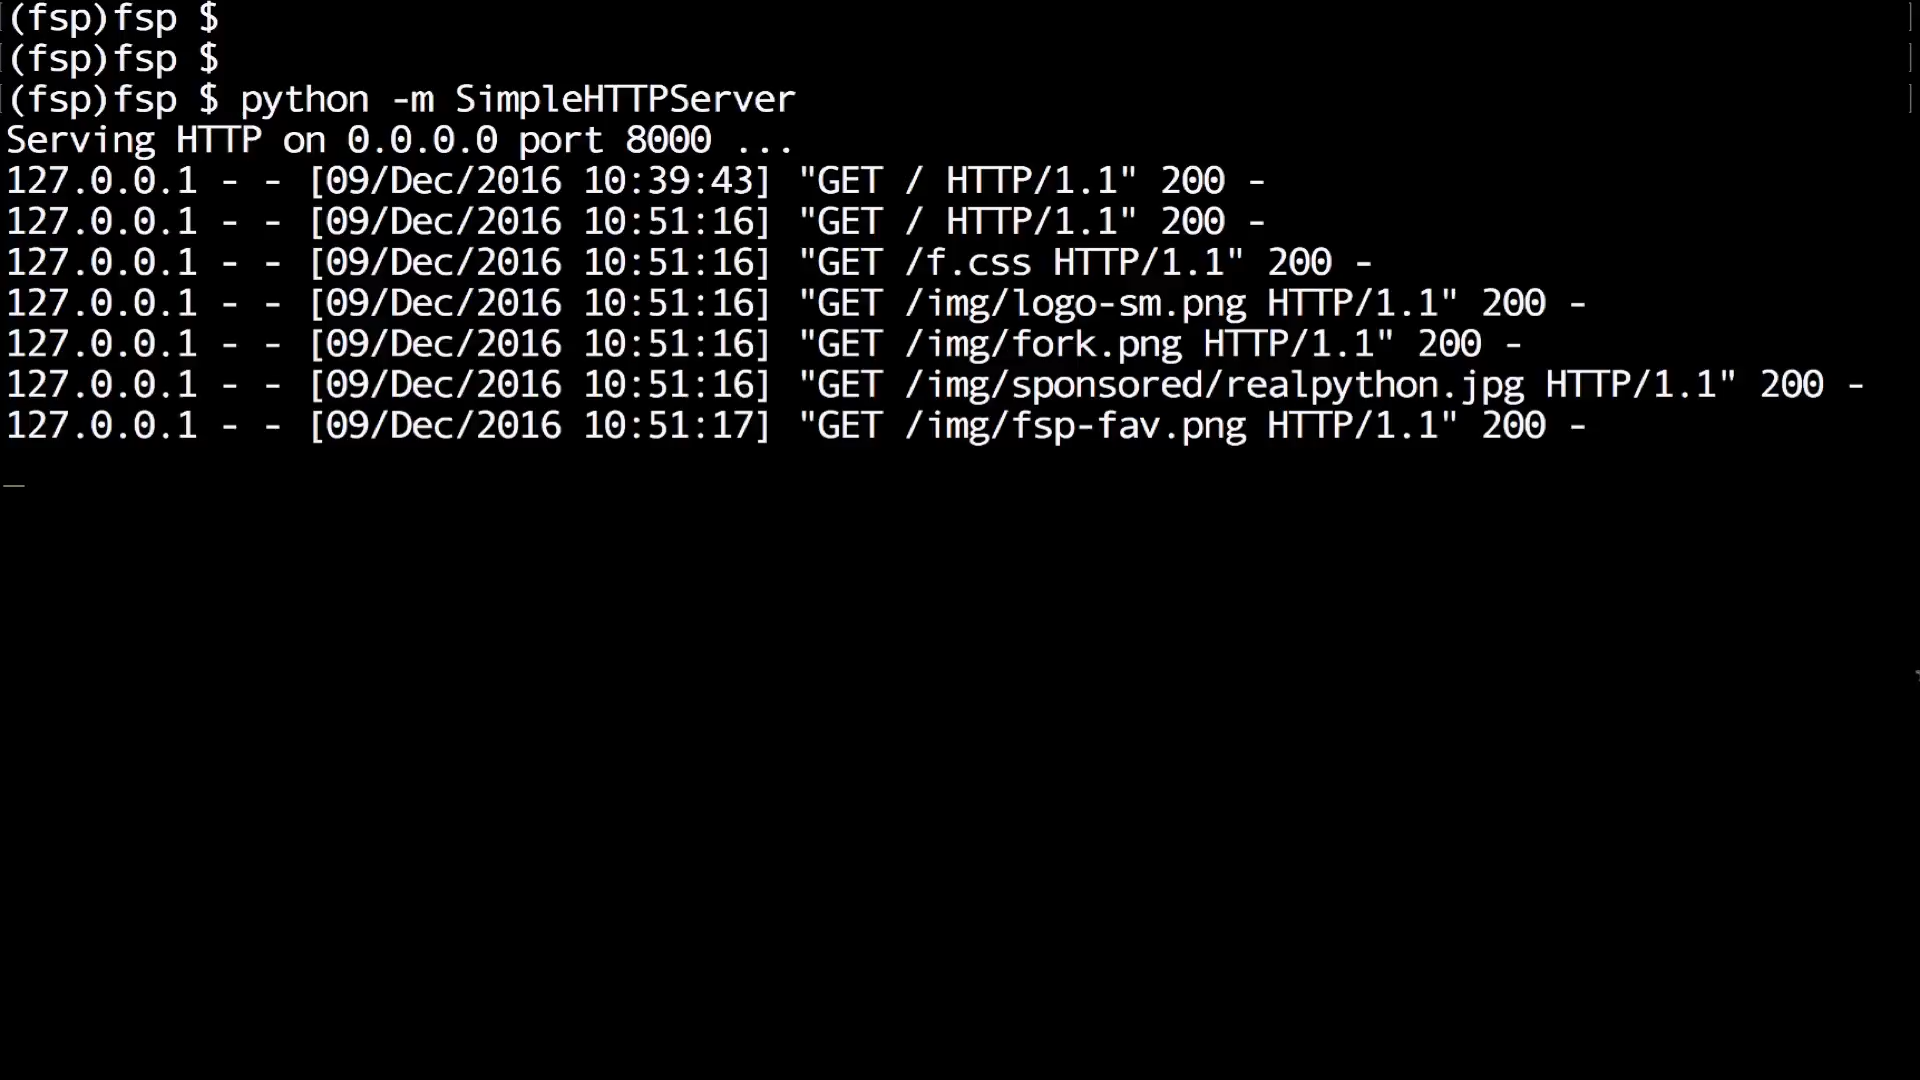 (fsp)fsp $
(fsp)fsp $
(fsp)fsp $ python -m SimpleHTTPServer
Serving HTTP on 0.0.0.0 port 8000 ...
127.0.0.1 - - [09/Dec/2016 10:39:43] "GET / HTTP/1.1" 200 -
127.0.0.1 - - [09/Dec/2016 10:51:16] "GET / HTTP/1.1" 200 -
127.0.0.1 - - [09/Dec/2016 10:51:16] "GET /f.css HTTP/1.1" 200 -
127.0.0.1 - - [09/Dec/2016 10:51:16] "GET /img/logo-sm.png HTTP/1.1" 200 -
127.0.0.1 - - [09/Dec/2016 10:51:16] "GET /img/fork.png HTTP/1.1" 200 -
127.0.0.1 - - [09/Dec/2016 10:51:16] "GET /img/sponsored/realpython.jpg HTTP/1.1" 200 -
127.0.0.1 - - [09/Dec/2016 10:51:17] "GET /img/fsp-fav.png HTTP/1.1" 200 -